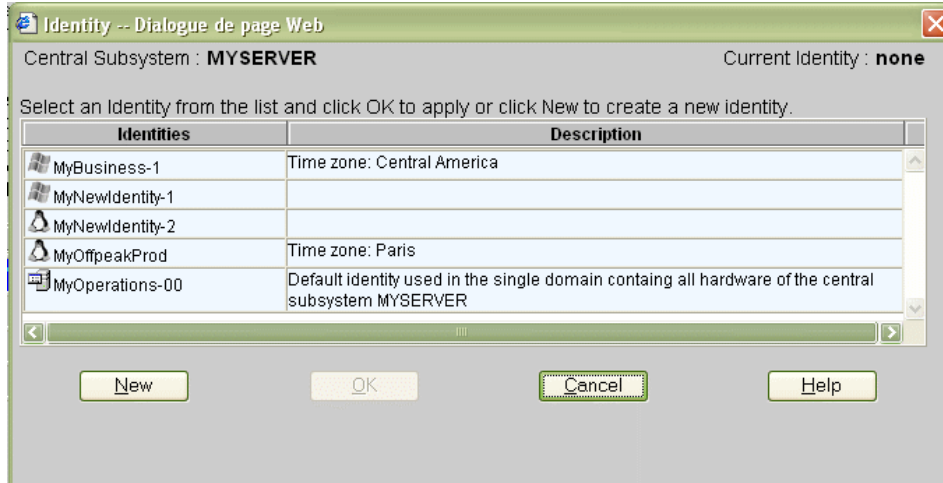 Identity -- Dialogue de page Web
Central Subsystem : MYSERVER
Current Identity : none
Select an Identity from the list and click OK to apply or click New to create a new identity.
Identities Description
MyBusiness-1 Time zone: Central America
MyNewIdentity-1
MyNewIdentity-2
MyOffpeakProd Time zone: Paris
MyOperations-00 Default identity used in the single domain containg all hardware of the central
subsystem MYSERVER
New OK Cancel Help